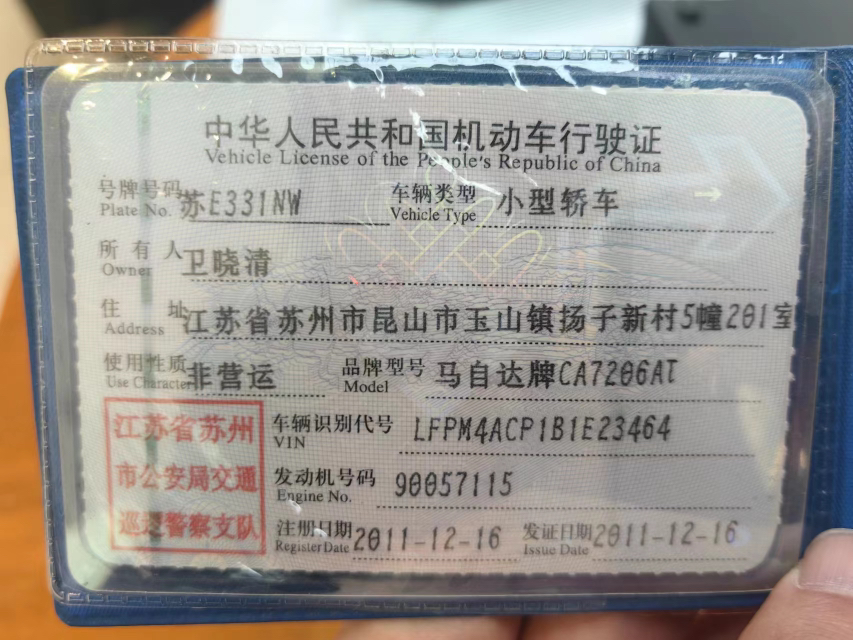 中华人民共和国机动车行驶证
Vehicle License of the People's Republic of China
号牌号码 苏E331NW 车辆类型 小型轿车
Plate No. Vehicle Type
所有人 卫晓清
Owner
住址 江苏省苏州市昆山市玉山镇扬子新村5幢201室
Address
使用性质 非营运 品牌型号 马自达牌CA7206AT
Use Character Model
江苏省苏州
市公安局交通
巡逻警察支队
车辆识别代号 LFPM4ACP1B1E23464
VIN
发动机号码 90057115
Engine No.
注册日期 2011-12-16 发证日期 2011-12-16
Register Date Issue Date